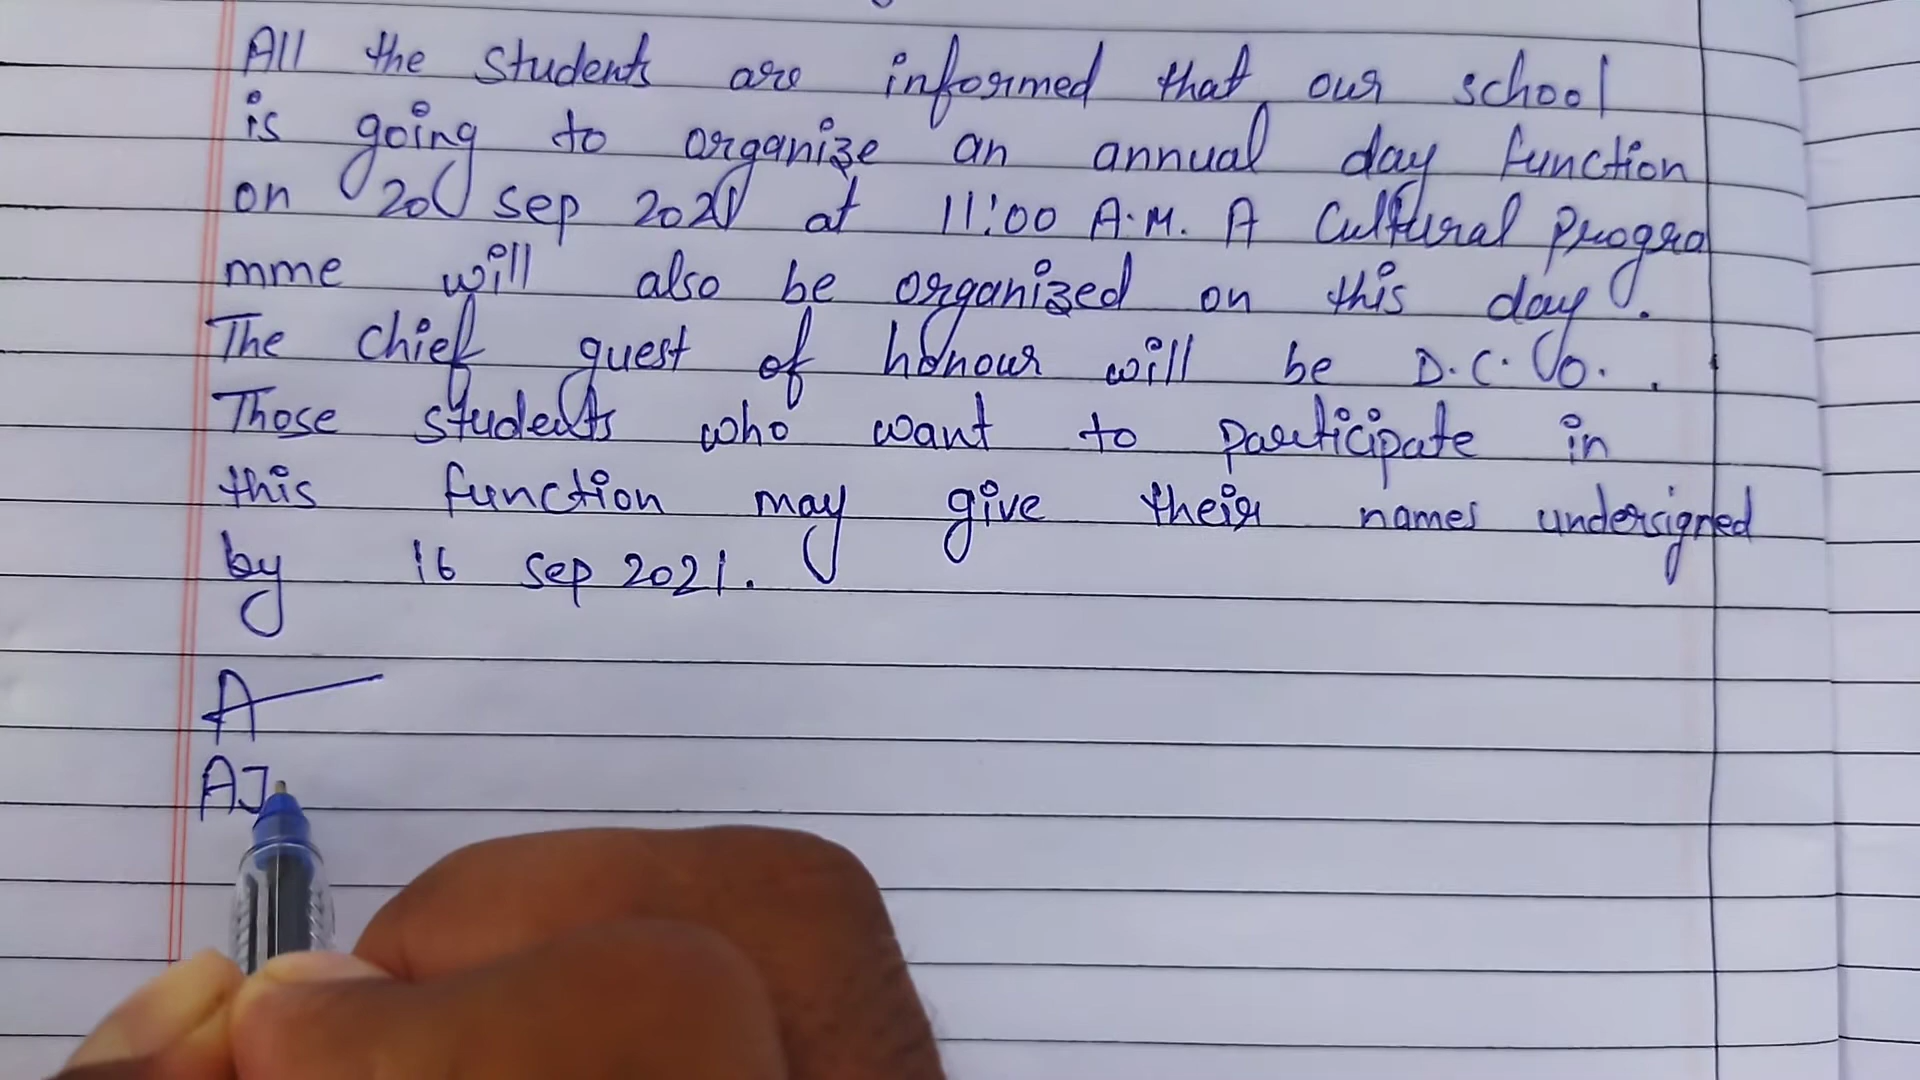 All the students are informed that our school
is going to organize an annual day function
on 20 sep 2021 at 11:00 A.M. A Cultural progra
mme will also be organized on this day.
The chief guest of honour will be D.C.O..
Those students who want to participate in
this function may give their names undersigned
by 16 sep 2021.
A
AJ